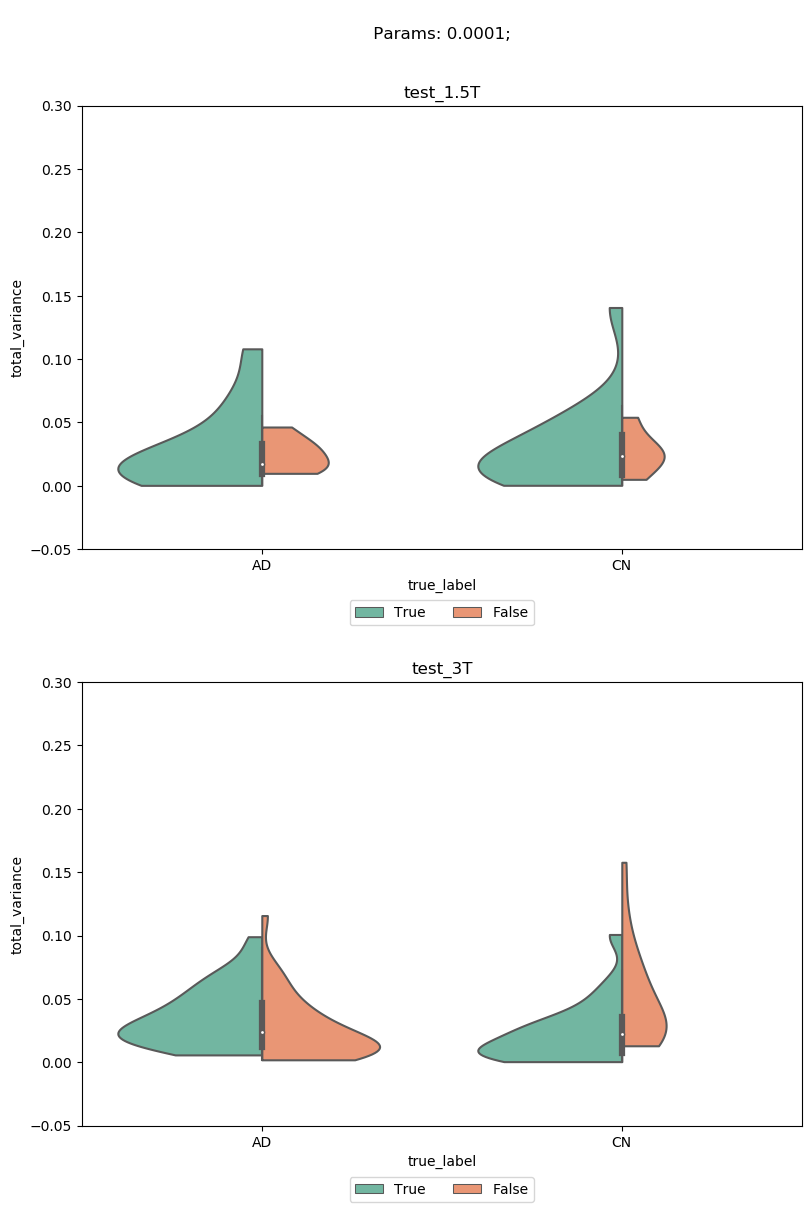 Params: 0.0001;
test_1.5T
0.30
0.25
0.20
0.15
0.10
0.05
0.00
−0.05
total_variance
AD
CN
true_label
True
False
test_3T
0.30
0.25
0.20
0.15
0.10
0.05
0.00
−0.05
total_variance
AD
CN
true_label
True
False